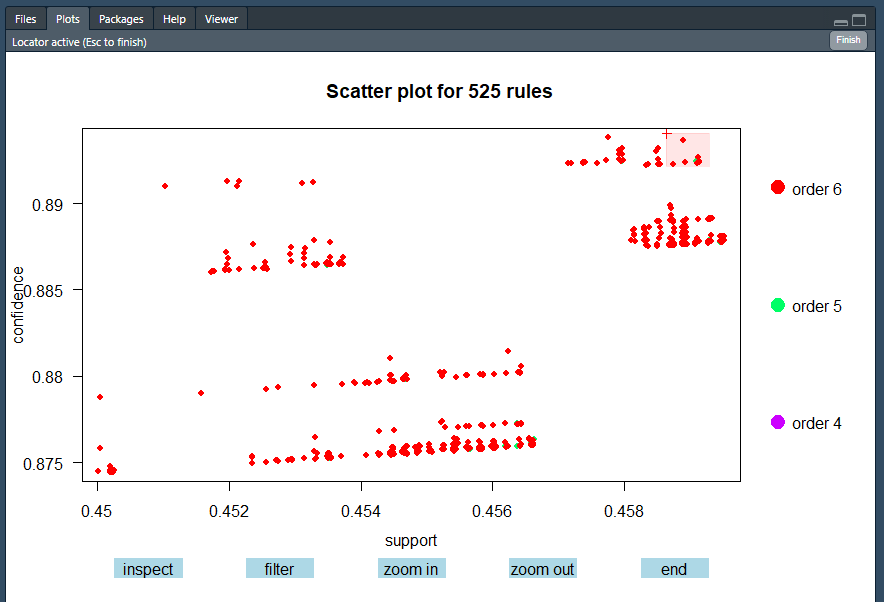 Files Plots Packages Help Viewer
Locator active (Esc to finish) Finish
Scatter plot for 525 rules
confidence
0.89
0.885
0.88
0.875
0.45 0.452 0.454 0.456 0.458
support
order 6
order 5
order 4
inspect filter zoom in zoom out end